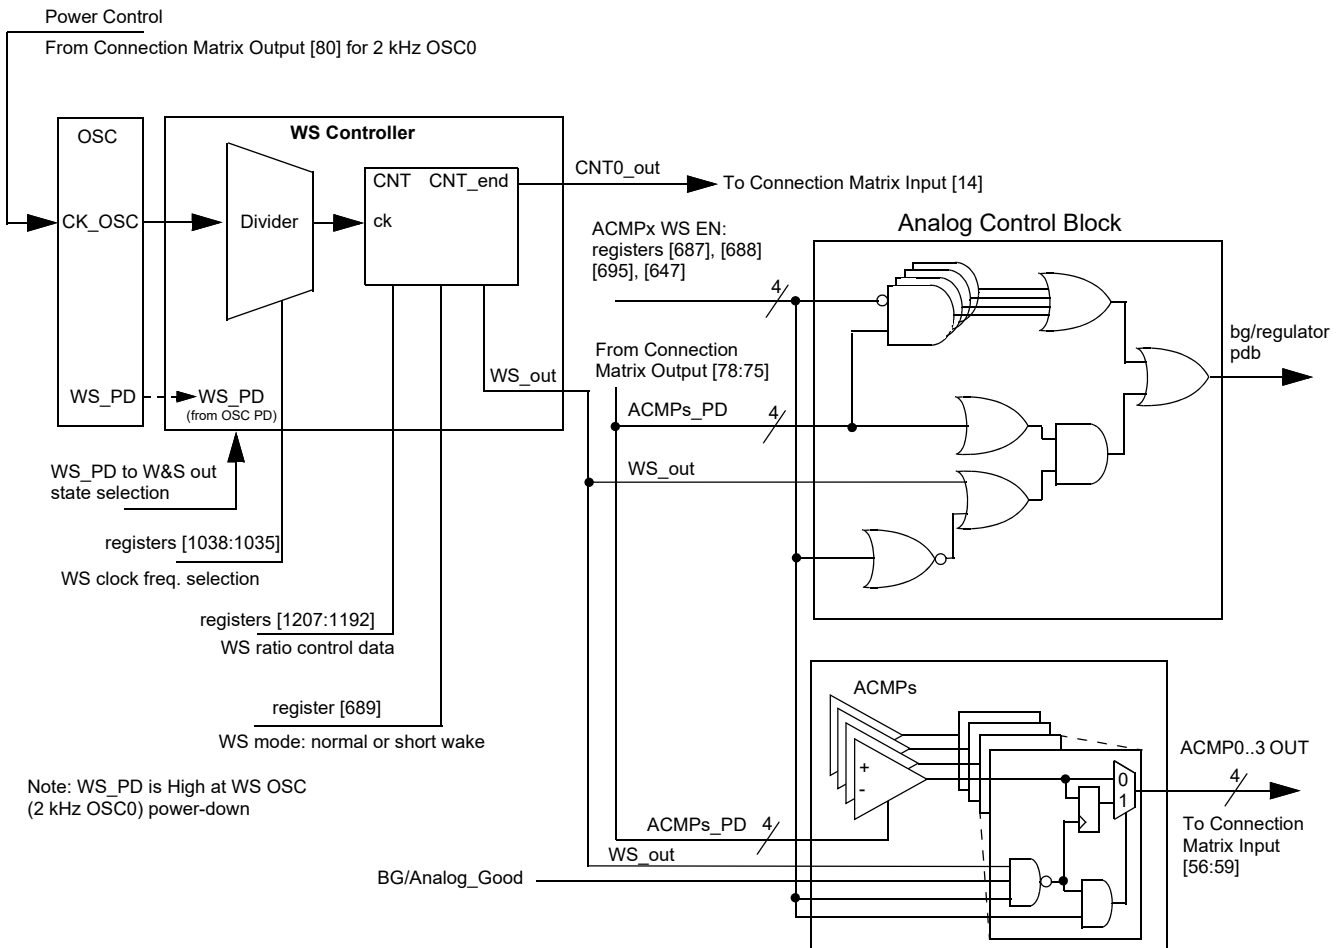 Power Control
From Connection Matrix Output [80] for 2 kHz OSC0
OSC
CK_OSC
WS_PD
WS Controller
Divider
CNT CNT_end
ck
WS_PD
(from OSC PD)
CNT0_out
To Connection Matrix Input [14]
WS_out
WS_PD to W&S out
state selection
registers [1038:1035]
WS clock freq. selection
registers [1207:1192]
WS ratio control data
register [689]
WS mode: normal or short wake
Note: WS_PD is High at WS OSC
(2 kHz OSC0) power-down
ACMPx WS EN:
registers [687], [688]
[695], [647]
4
From Connection
Matrix Output [78:75]
ACMPs_PD
4
WS_out
Analog Control Block
bg/regulator
pdb
ACMPs
+
-
0
1
ACMP0..3 OUT
4
To Connection
Matrix Input
[56:59]
ACMPs_PD
4
WS_out
BG/Analog_Good